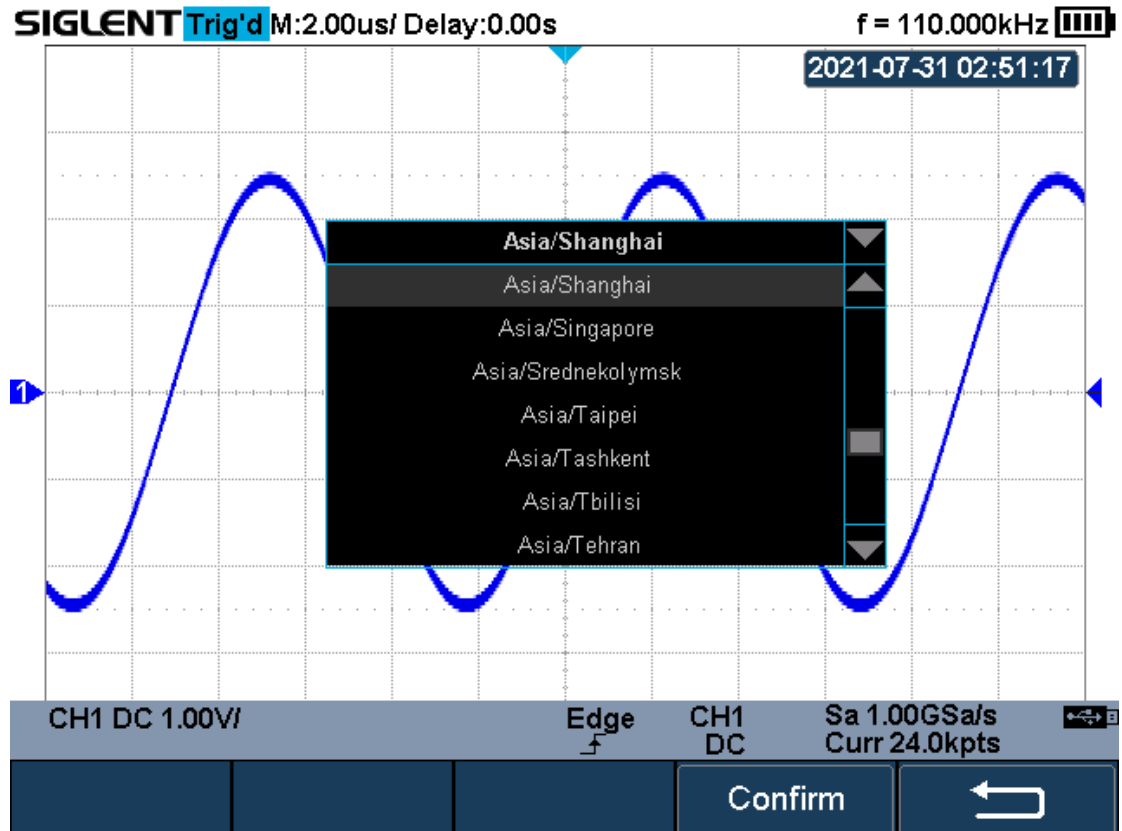 SIGLENT Trig'd M:2.00us/ Delay:0.00s f = 110.000kHz
2021-07-31 02:51:17
Asia/Shanghai
Asia/Shanghai
Asia/Singapore
Asia/Srednekolymsk
Asia/Taipei
Asia/Tashkent
Asia/Tbilisi
Asia/Tehran
1
CH1 DC 1.00V/ Edge CH1 Sa 1.00GSa/s
DC Curr 24.0kpts
Confirm